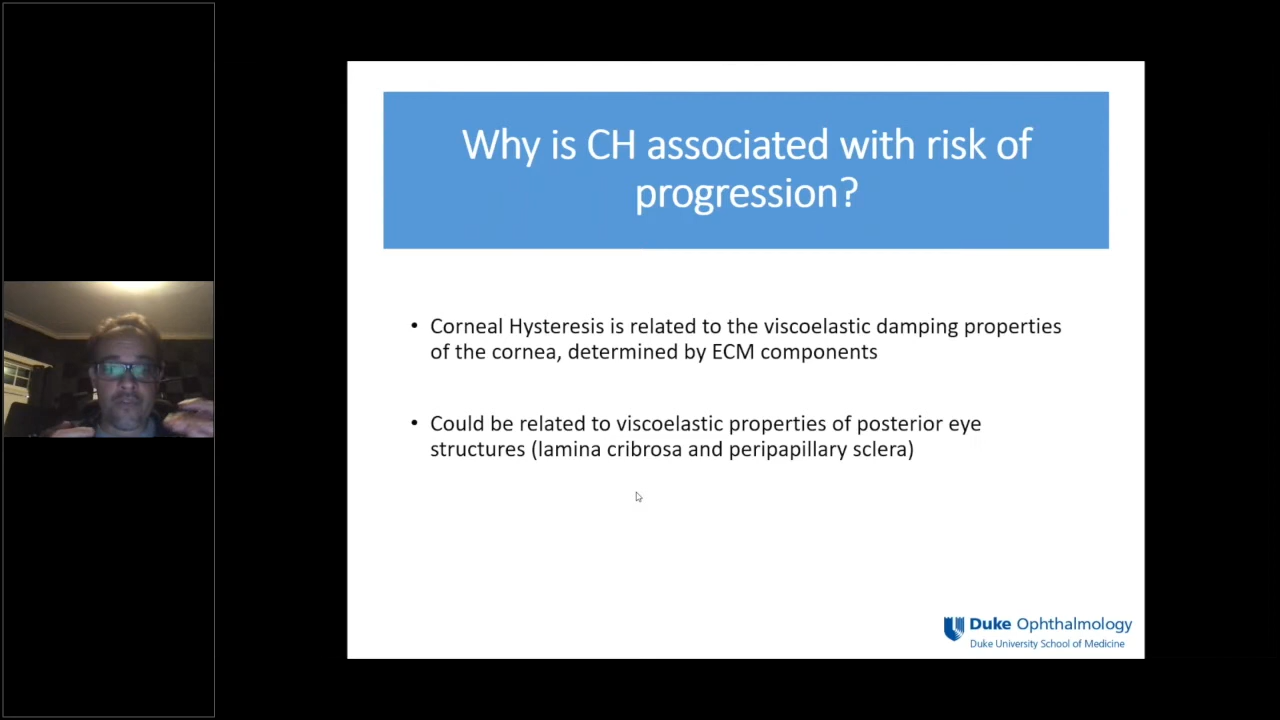 Why is CH associated with risk of
progression?
• Corneal Hysteresis is related to the viscoelastic damping properties
of the cornea, determined by ECM components
• Could be related to viscoelastic properties of posterior eye
structures (lamina cribrosa and peripapillary sclera)
Duke Ophthalmology
Duke University School of Medicine